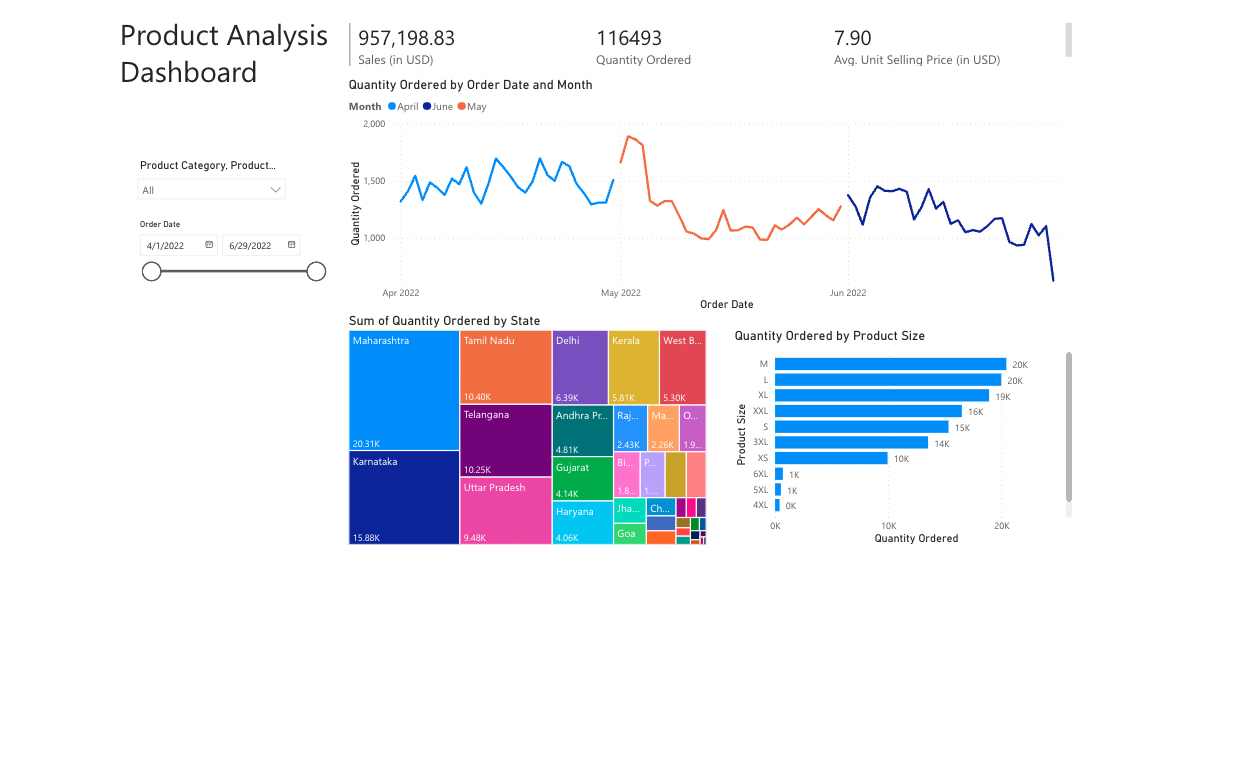 Product Analysis
Dashboard
957,198.83
Sales (in USD)
116493
Quantity Ordered
7.90
Avg. Unit Selling Price (in USD)
Product Category, Product...
All
Order Date
4/1/2022
6/29/2022
Quantity Ordered by Order Date and Month
Month April June May
Quantity Ordered
2,000
1,500
1,000
Apr 2022
May 2022
Jun 2022
Order Date
Sum of Quantity Ordered by State
Maharashtra
20.31K
Karnataka
15.88K
Tamil Nadu
10.40K
Telangana
10.25K
Uttar Pradesh
9.48K
Delhi
6.39K
Kerala
5.81K
West B...
5.30K
Andhra Pr...
4.81K
Gujarat
4.14K
Haryana
4.06K
Raj...
2.43K
Ma...
2.26K
O...
1.9...
Bi...
1.8...
P...
1....
Jha...
Ch...
Goa
Quantity Ordered by Product Size
Product Size
M 20K
L 20K
XL 19K
XXL 16K
S 15K
3XL 14K
XS 10K
6XL 1K
5XL 1K
4XL 0K
0K 10K 20K
Quantity Ordered